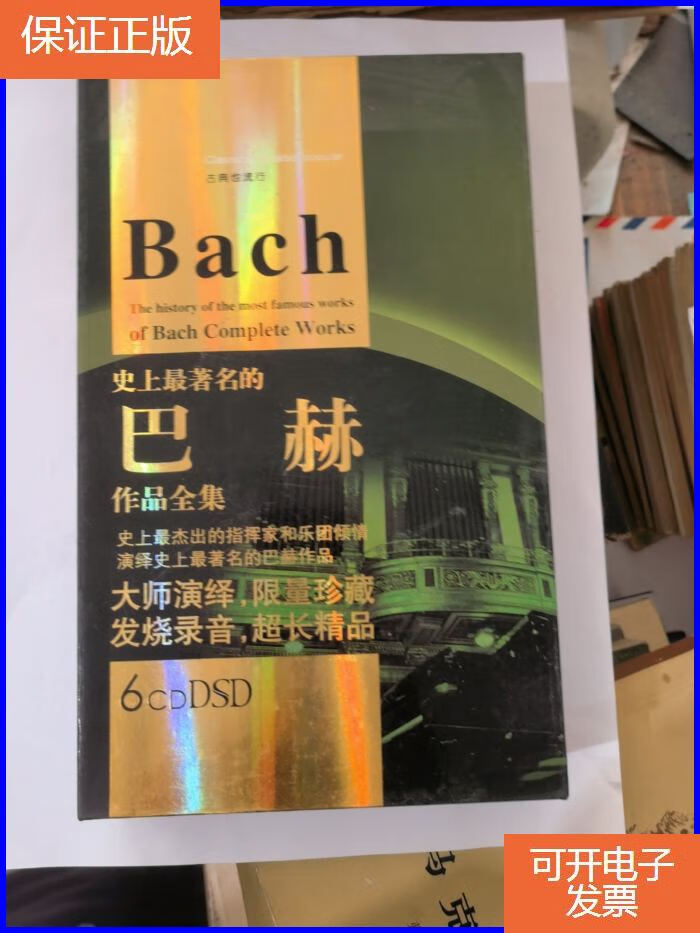 保证正版
古典也流行
Bach
The history of the most famous works
of Bach Complete Works
史上最著名的
巴赫
作品全集
史上最杰出的指挥家和乐团倾情
演绎史上最著名的巴赫作品
大师演绎,限量珍藏
发烧录音,超长精品
6CDDSD
马克
可开电子
发票